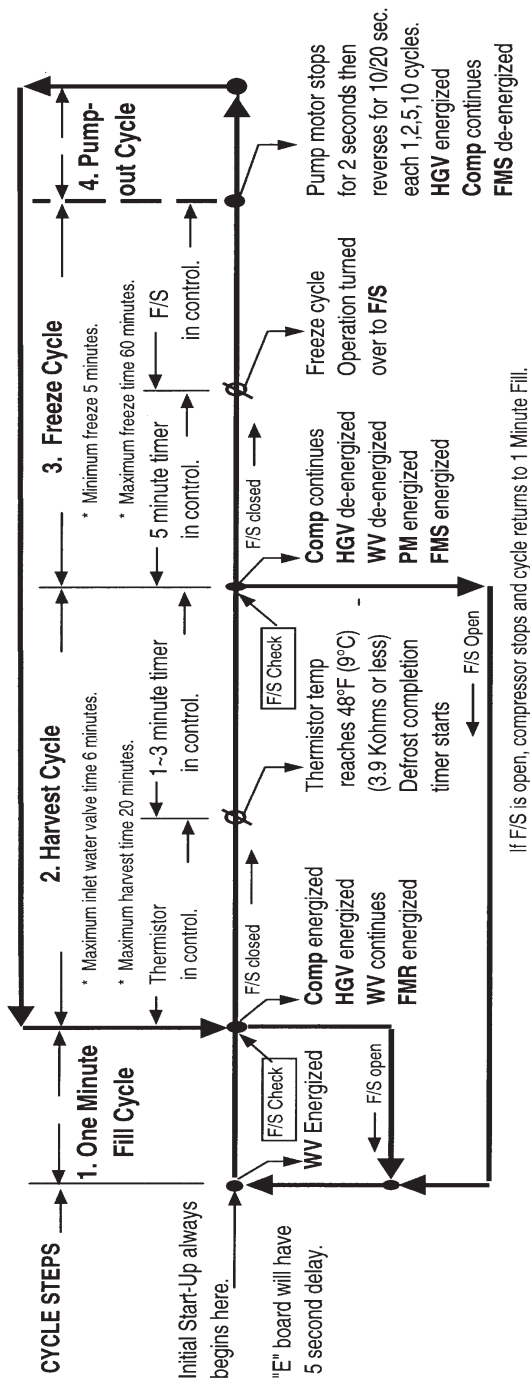 CYCLE STEPS
1. One Minute
Fill Cycle
2. Harvest Cycle
* Maximum inlet water valve time 6 minutes.
* Maximum harvest time 20 minutes.
3. Freeze Cycle
* Minimum freeze 5 minutes.
* Maximum freeze time 60 minutes.
4. Pump-
out Cycle
Thermistor
in control.
1~3 minute timer
in control.
5 minute timer
in control.
F/S
in control.
Initial Start-Up always
begins here.
"E" board will have
5 second delay.
F/S Check
F/S closed
F/S Check
F/S closed
WV Energized
F/S open
Comp energized
HGV energized
WV continues
FMR energized
Thermistor temp
reaches 48°F (9°C)
(3.9 Kohms or less)
Defrost completion
timer starts
Comp continues
HGV de-energized
WV de-energized
PM energized
FMS energized
Freeze cycle
Operation turned
over to F/S
Pump motor stops
for 2 seconds then
reverses for 10/20 sec.
each 1,2,5,10 cycles.
HGV energized
Comp continues
FMS de-energized
F/S Open
If F/S is open, compressor stops and cycle returns to 1 Minute Fill.